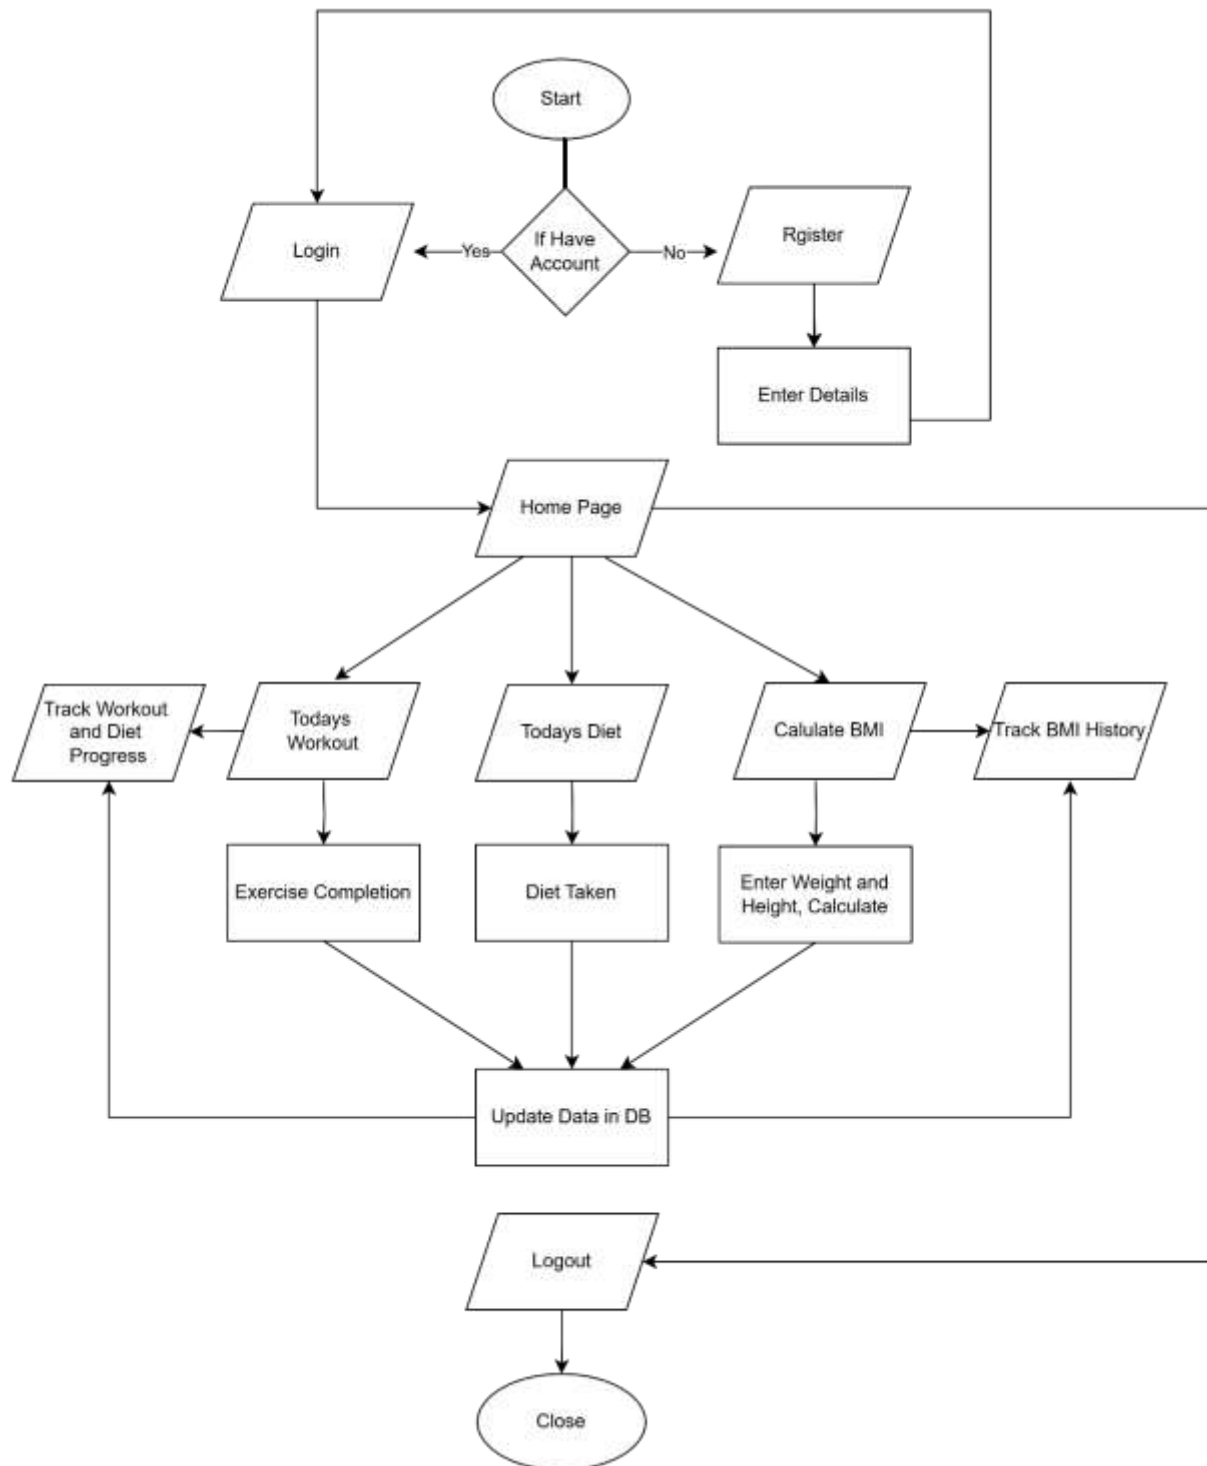 Start
Login
Yes
If Have
Account
No
Rgister
Enter Details
Home Page
Track Workout
and Diet
Progress
Todays
Workout
Todays Diet
Calulate BMI
Track BMI History
Exercise Completion
Diet Taken
Enter Weight and
Height, Calculate
Update Data in DB
Logout
Close